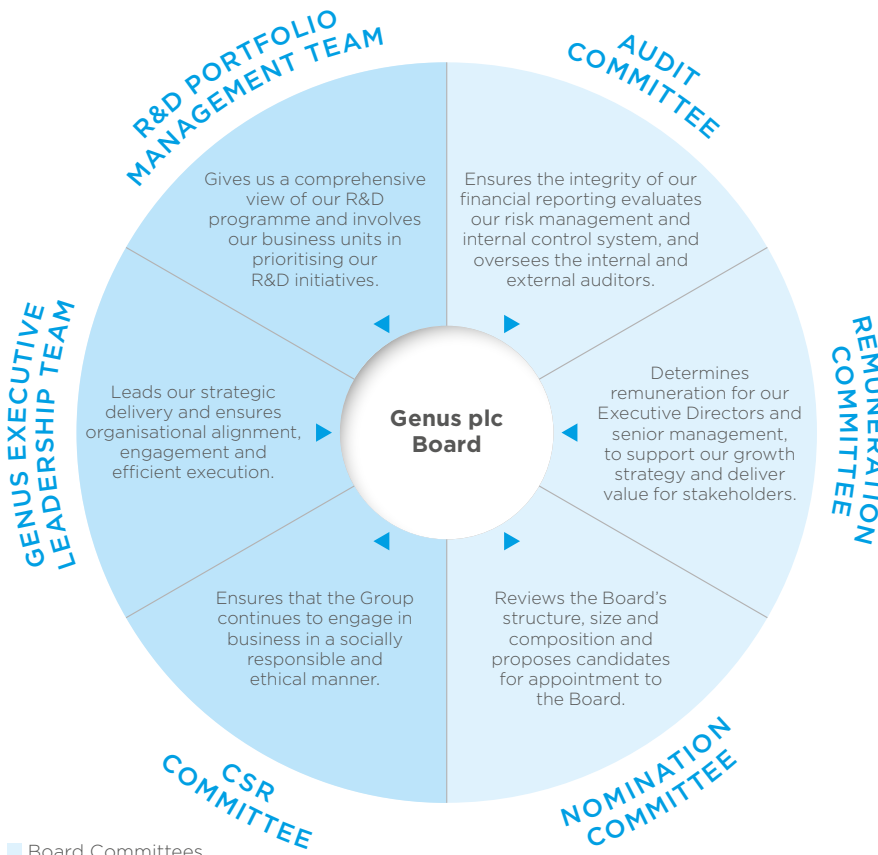 R&D PORTFOLIO
MANAGEMENT TEAM
AUDIT
COMMITTEE
Gives us a comprehensive
view of our R&D
programme and involves
our business units in
prioritising our
R&D initiatives.
Ensures the integrity of our
financial reporting evaluates
our risk management and
internal control system, and
oversees the internal and
external auditors.
GENUS EXECUTIVE
LEADERSHIP TEAM
Leads our strategic
delivery and ensures
organisational alignment,
engagement and
efficient execution.
Genus plc
Board
Determines
remuneration for our
Executive Directors and
senior management,
to support our growth
strategy and deliver
value for stakeholders.
REMUNERATION
COMMITTEE
Ensures that the Group
continues to engage in
business in a socially
responsible and
ethical manner.
Reviews the Board’s
structure, size and
composition and
proposes candidates
for appointment to
the Board.
CSR
COMMITTEE
NOMINATION
COMMITTEE
Board Committees